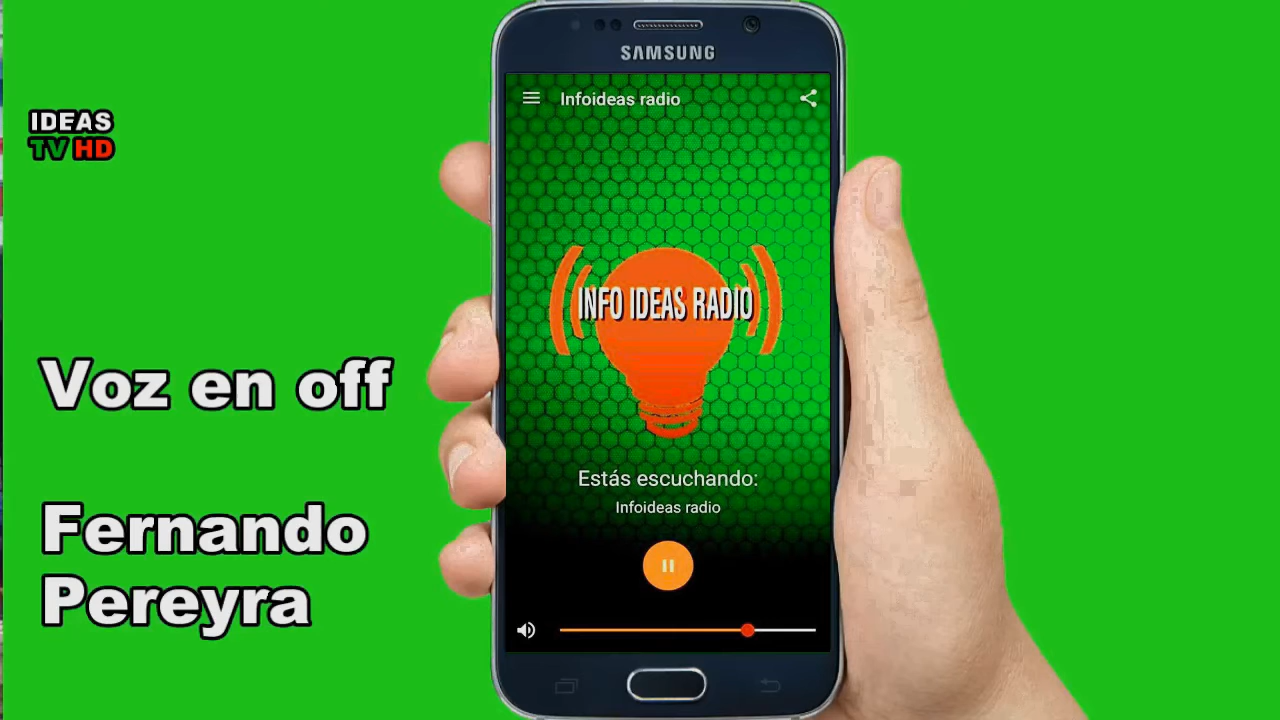 IDEAS
TV HD
Voz en off
Fernando
Pereyra
SAMSUNG
Infoideas radio
INFO IDEAS RADIO
Estás escuchando:
Infoideas radio